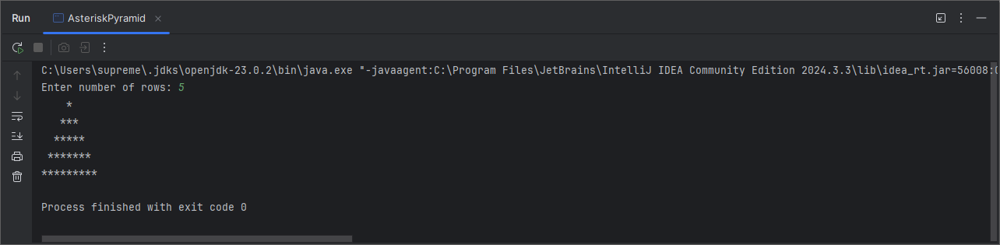 Run AsteriskPyramid
C:\Users\supreme\.jdks\openjdk-23.0.2\bin\java.exe "-javaagent:C:\Program Files\JetBrains\IntelliJ IDEA Community Edition 2024.3.3\lib\idea_rt.jar=56008:
Enter number of rows: 5
    *
   ***
  *****
 *******
*********
Process finished with exit code 0